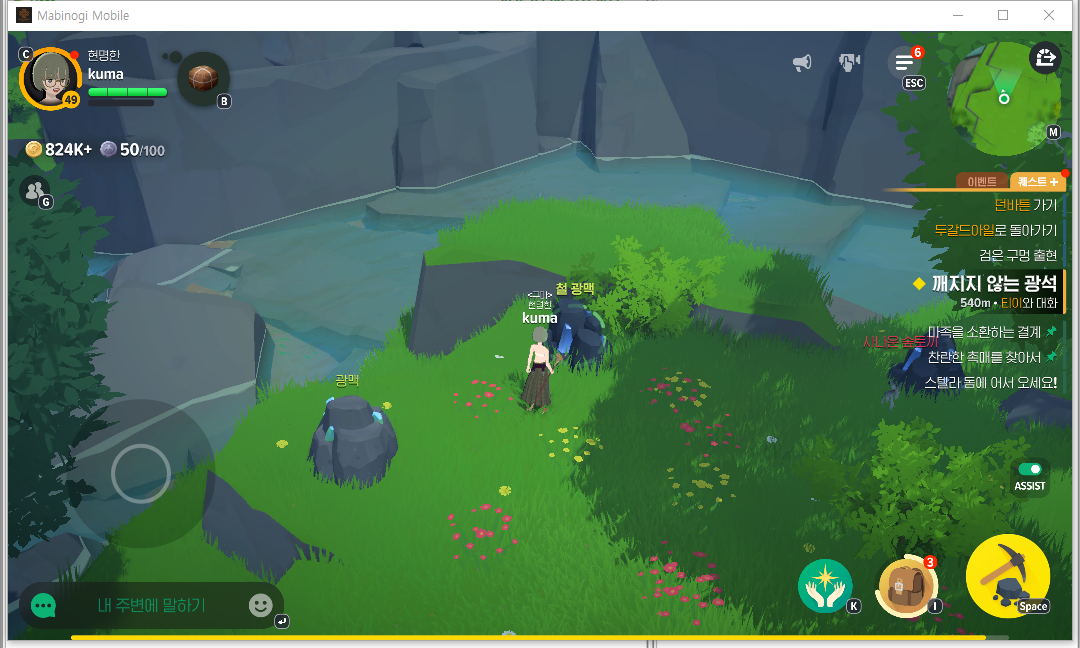 Mabinogi Mobile
C
현명한
kuma
49
B
824K+
50/100
G
6
ESC
M
이벤트
퀘스트 +
던바튼 가기
두갈드아일로 돌아가기
검은 구멍 출현
깨지지 않는 광석
540m • 티이와 대화
마족을 소환하는 결계
찬란한 촉매를 찾아서
스텔라 돔에 어서 오세요!
철 광맥
현명한
kuma
광맥
ASSIST
K
3
I
Space
내 주변에 말하기